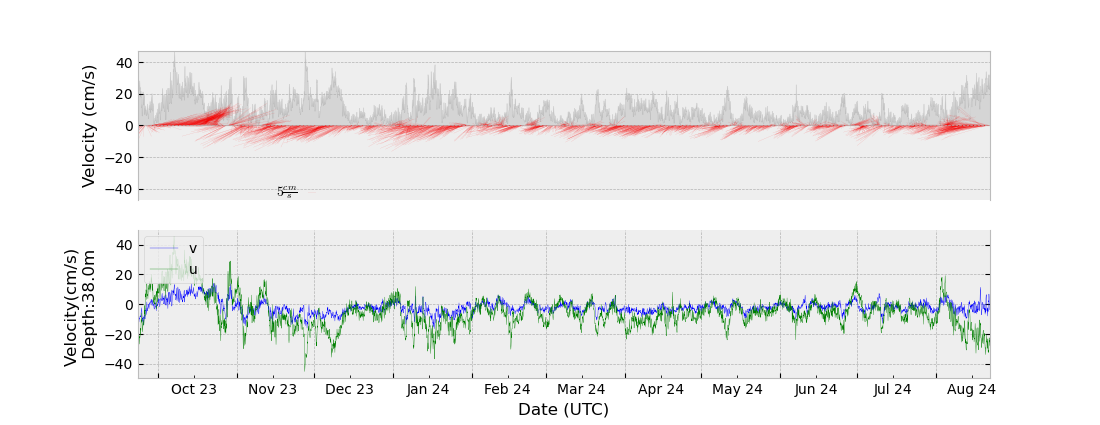 Velocity (cm/s)
40
20
0
−20
−40
5 cm/s
Velocity(cm/s)
Depth:38.0m
40
20
0
−20
−40
v
u
Oct 23 Nov 23 Dec 23 Jan 24 Feb 24 Mar 24 Apr 24 May 24 Jun 24 Jul 24 Aug 24
Date (UTC)